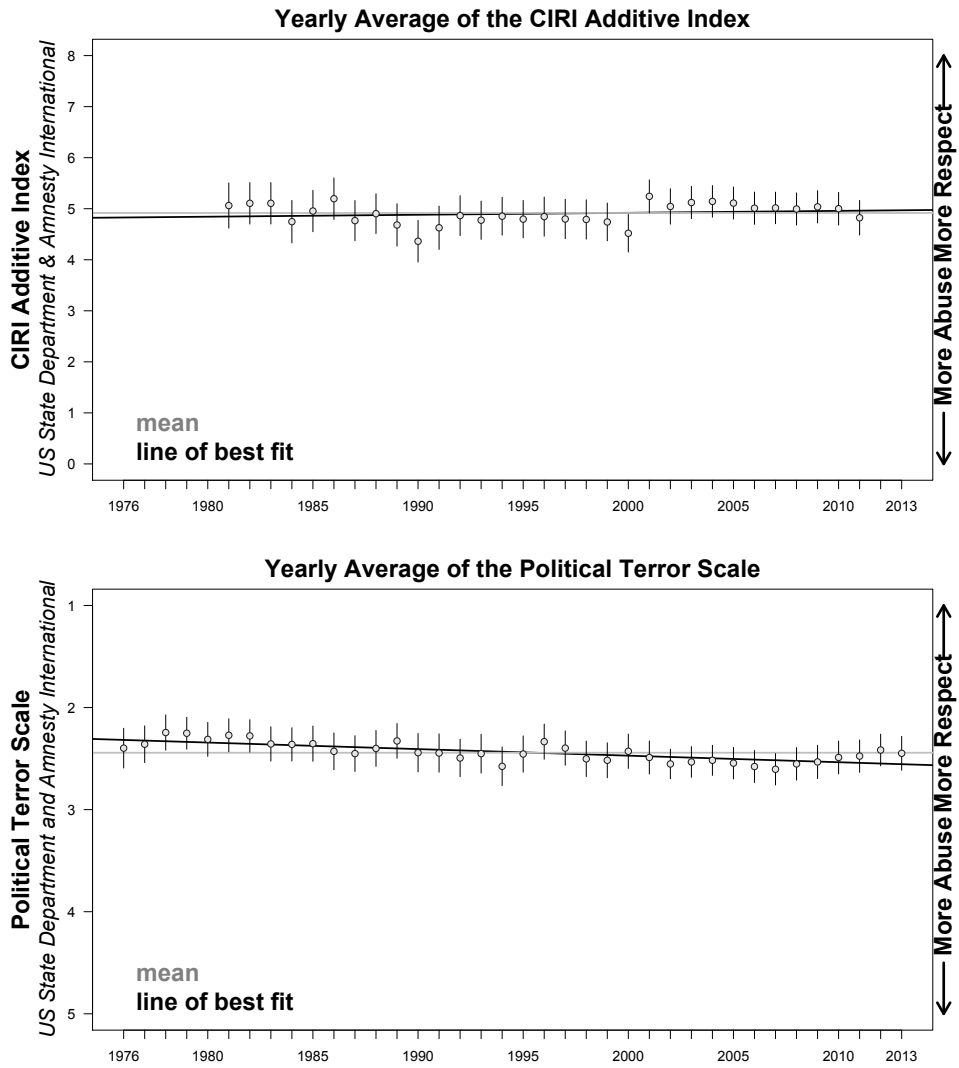 Yearly Average of the CIRI Additive Index
CIRI Additive Index
US State Department & Amnesty International
8
7
6
5
4
3
2
1
0
mean
line of best fit
1976
1980
1985
1990
1995
2000
2005
2010
2013
More Abuse More Respect
Yearly Average of the Political Terror Scale
Political Terror Scale
US State Department and Amnesty International
1
2
3
4
5
mean
line of best fit
1976
1980
1985
1990
1995
2000
2005
2010
2013
More Abuse More Respect